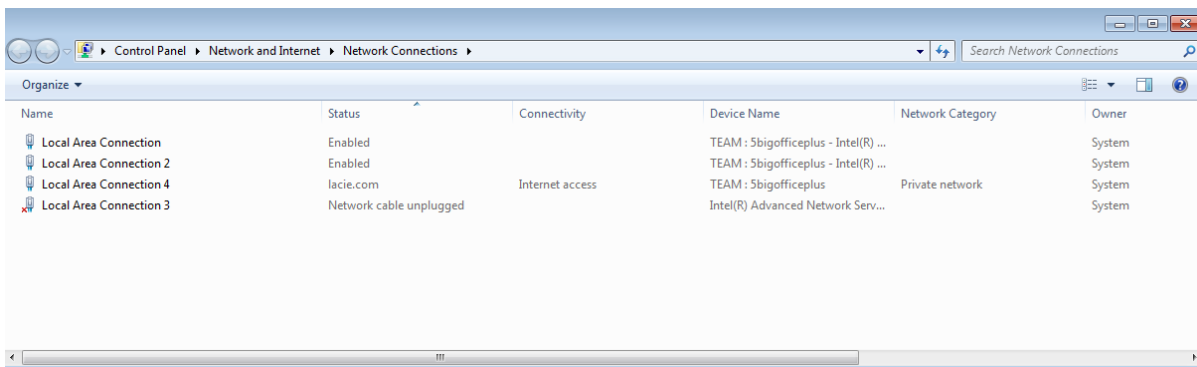 Control Panel ▸ Network and Internet ▸ Network Connections ▸ Search Network Connections
Organize
Name Status Connectivity Device Name Network Category Owner
Local Area Connection Enabled TEAM : 5bigofficeplus - Intel(R) ... System
Local Area Connection 2 Enabled TEAM : 5bigofficeplus - Intel(R) ... System
Local Area Connection 4 lacie.com Internet access TEAM : 5bigofficeplus Private network System
Local Area Connection 3 Network cable unplugged Intel(R) Advanced Network Serv... System